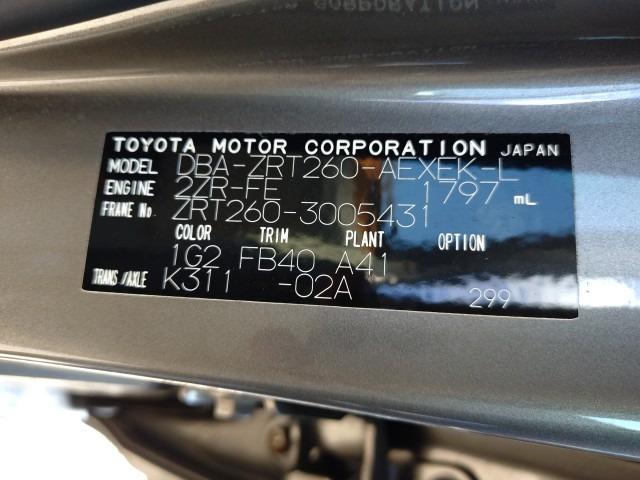 TOYOTA MOTOR CORPORATION JAPAN
MODEL DBA-ZRT260-AEXEK-L
ENGINE 2ZR-FE 1797 mL
FRAME No ZRT260-3005431
COLOR TRIM PLANT OPTION
1G2 FB40 A41
TRANS/AXLE K311 -02A 299